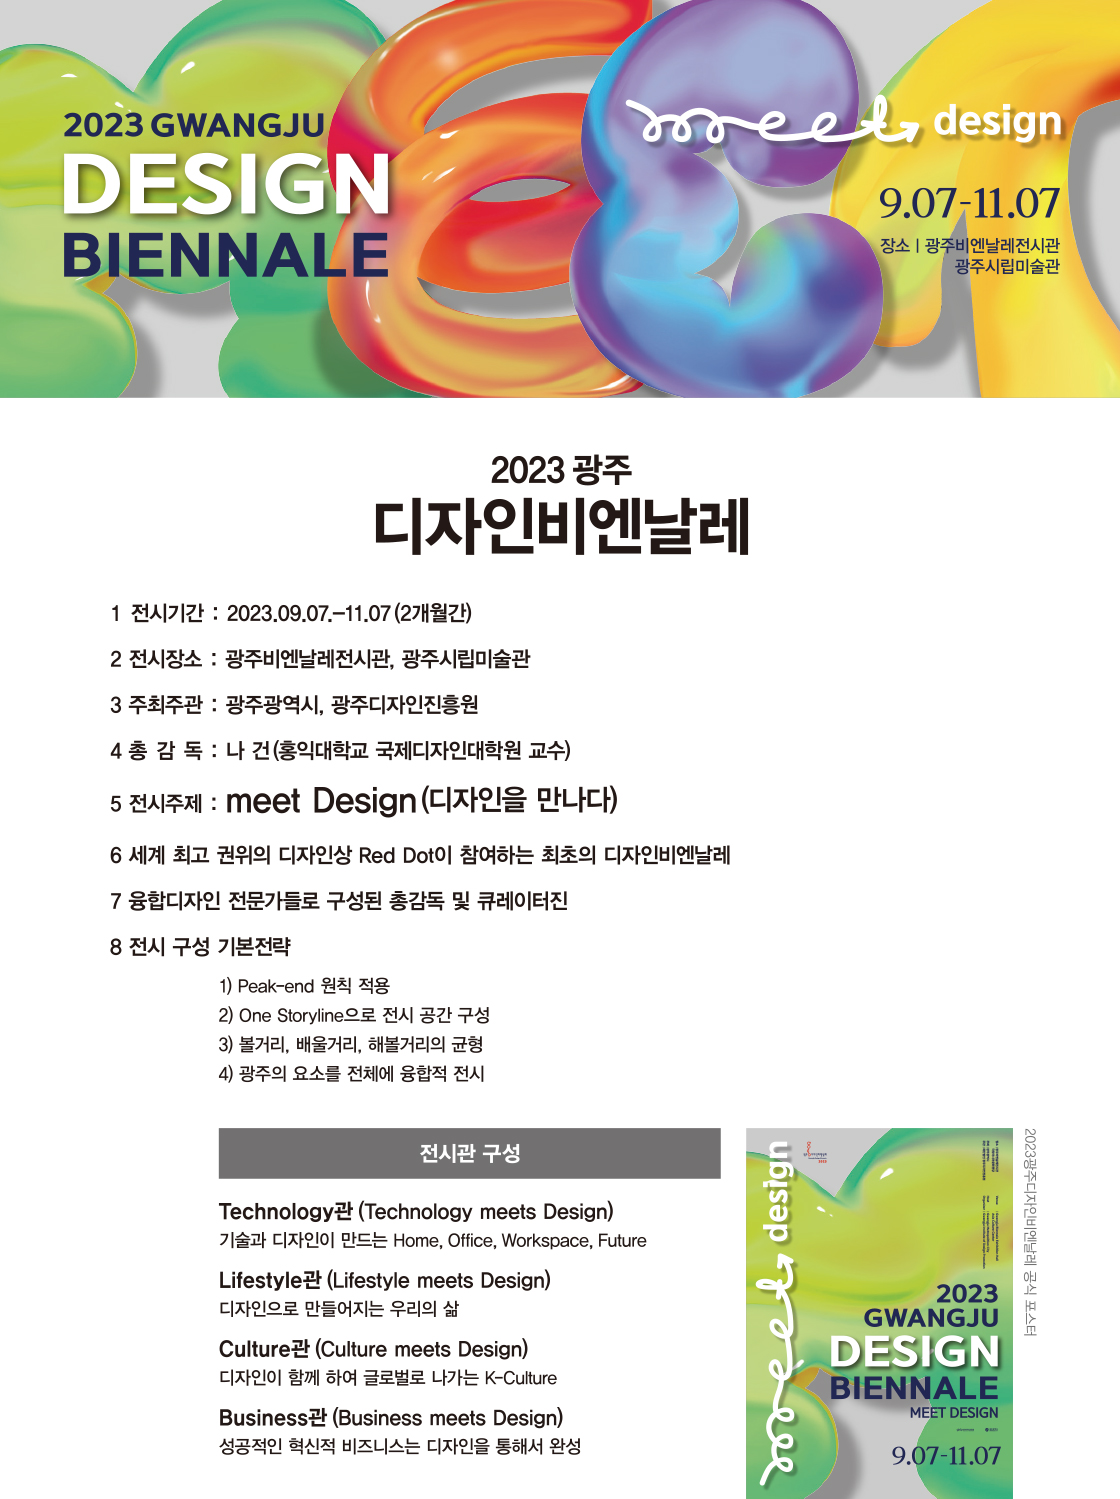 2023 GWANGJU
DESIGN
BIENNALE
meet design
9.07-11.07
장소 | 광주비엔날레전시관
광주시립미술관
2023 광주
디자인비엔날레
1 전시기간 : 2023.09.07.-11.07(2개월간)
2 전시장소 : 광주비엔날레전시관, 광주시립미술관
3 주최주관 : 광주광역시, 광주디자인진흥원
4 총 감 독 : 나 건(홍익대학교 국제디자인대학원 교수)
5 전시주제 : meet Design(디자인을 만나다)
6 세계 최고 권위의 디자인상 Red Dot이 참여하는 최초의 디자인비엔날레
7 융합디자인 전문가들로 구성된 총감독 및 큐레이터진
8 전시 구성 기본전략
1) Peak-end 원칙 적용
2) One Storyline으로 전시 공간 구성
3) 볼거리, 배울거리, 해볼거리의 균형
4) 광주의 요소를 전체에 융합적 전시
전시관 구성
Technology관 (Technology meets Design)
기술과 디자인이 만드는 Home, Office, Workspace, Future
Lifestyle관 (Lifestyle meets Design)
디자인으로 만들어지는 우리의 삶
Culture관 (Culture meets Design)
디자인이 함께 하여 글로벌로 나가는 K-Culture
Business관 (Business meets Design)
성공적인 혁신적 비즈니스는 디자인을 통해서 완성
meet design
2023
GWANGJU
DESIGN
BIENNALE
MEET DESIGN
9.07-11.07
2023광주디자인비엔날레 공식 포스터